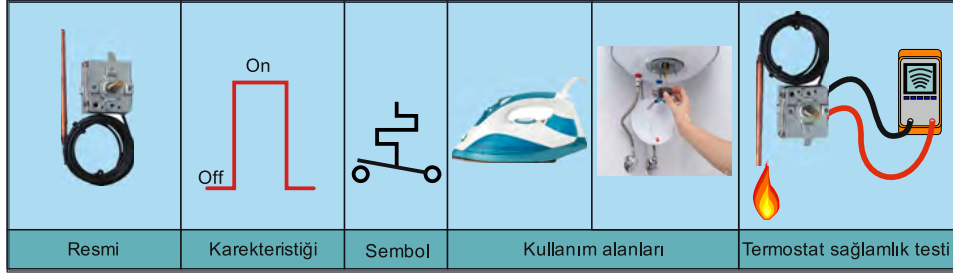 On
Off
Resmi
Karekteristiği
Sembol
Kullanım alanları
Termostat sağlamlık testi